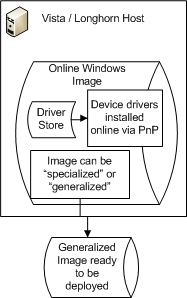 Vista / Longhorn Host
Online Windows
Image
Driver
Store
Device drivers
installed
online via PnP
Image can be
“specialized” or
“generalized”
Generalized
Image ready
to be
deployed